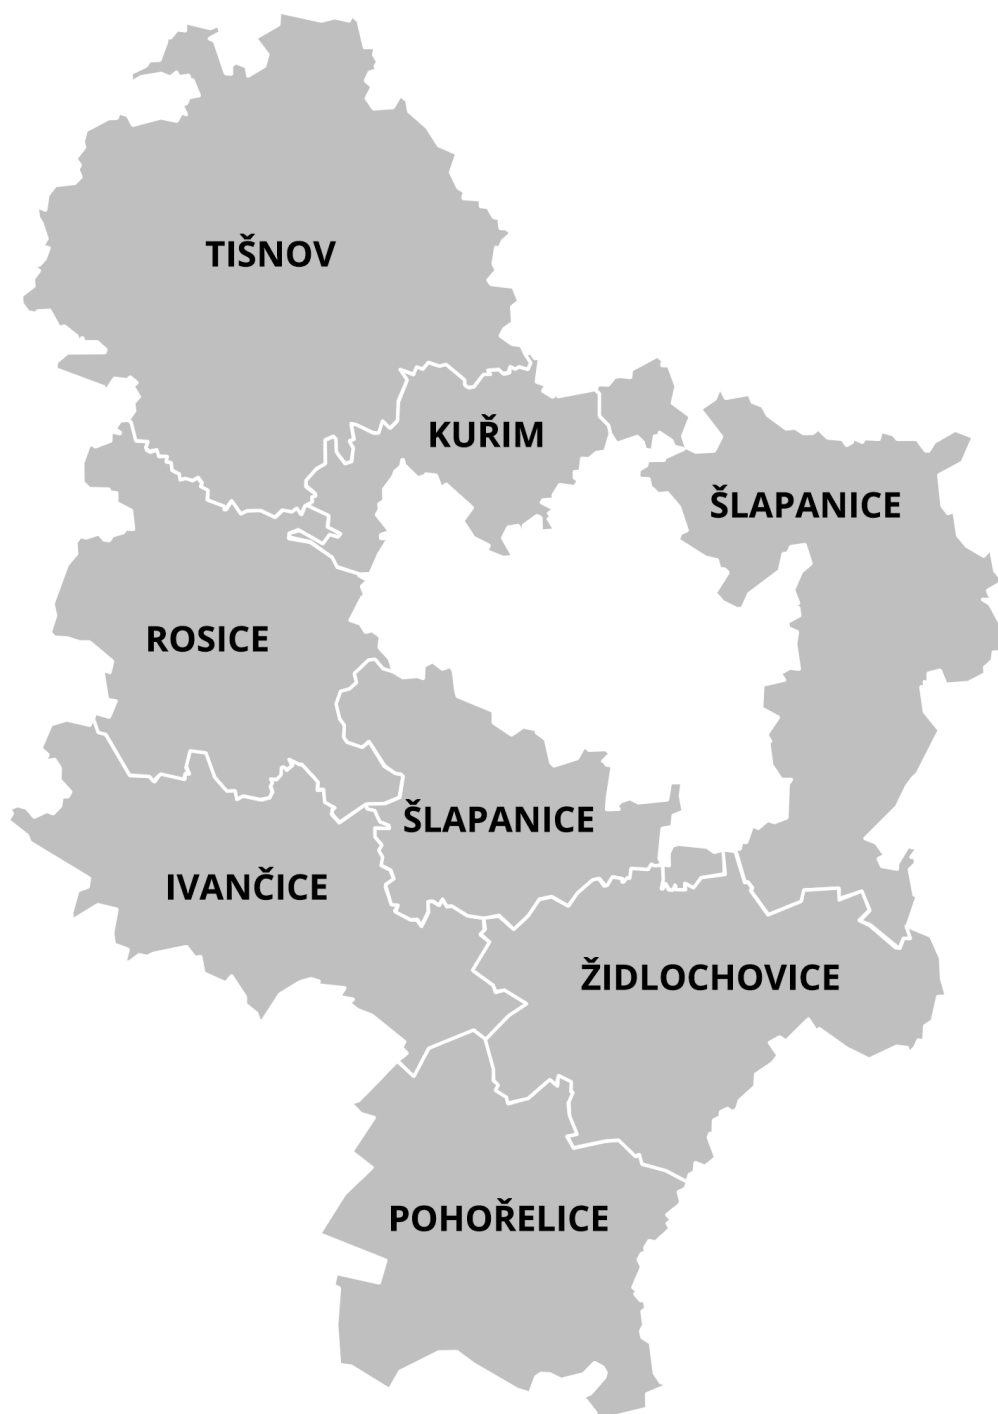 TIŠNOV
KUŘIM
ŠLAPANICE
ROSICE
ŠLAPANICE
IVANČICE
ŽIDLOCHOVICE
POHOŘELICE